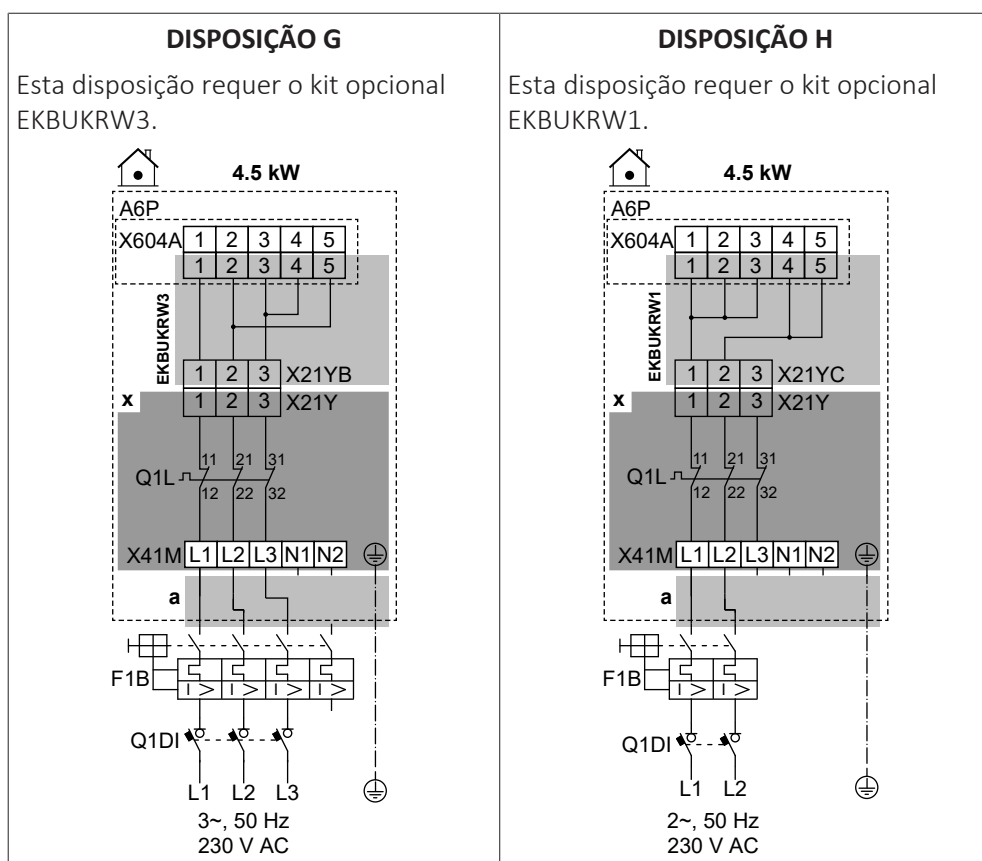 DISPOSIÇÃO G
Esta disposição requer o kit opcional
EKBUKRW3.
4.5 kW
A6P
X604A 1 2 3 4 5
1 2 3 4 5
EKBUKRW3
1 2 3 X21YB
x 1 2 3 X21Y
11 21 31
Q1L
12 22 32
X41M L1 L2 L3 N1 N2
a
F1B
I > I > I > I >
Q1DI
L1 L2 L3
3~, 50 Hz
230 V AC
DISPOSIÇÃO H
Esta disposição requer o kit opcional
EKBUKRW1.
4.5 kW
A6P
X604A 1 2 3 4 5
1 2 3 4 5
EKBUKRW1
1 2 3 X21YC
x 1 2 3 X21Y
11 21 31
Q1L
12 22 32
X41M L1 L2 L3 N1 N2
a
F1B
I > I >
Q1DI
L1 L2
2~, 50 Hz
230 V AC